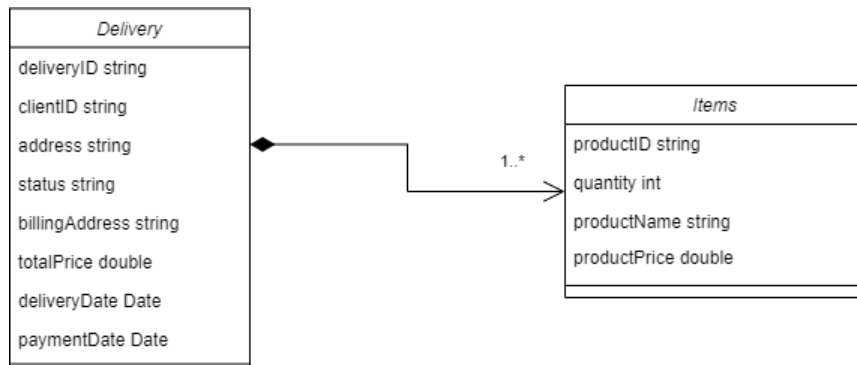 Delivery
deliveryID string
clientID string
address string
status string
billingAddress string
totalPrice double
deliveryDate Date
paymentDate Date
1..*
Items
productID string
quantity int
productName string
productPrice double